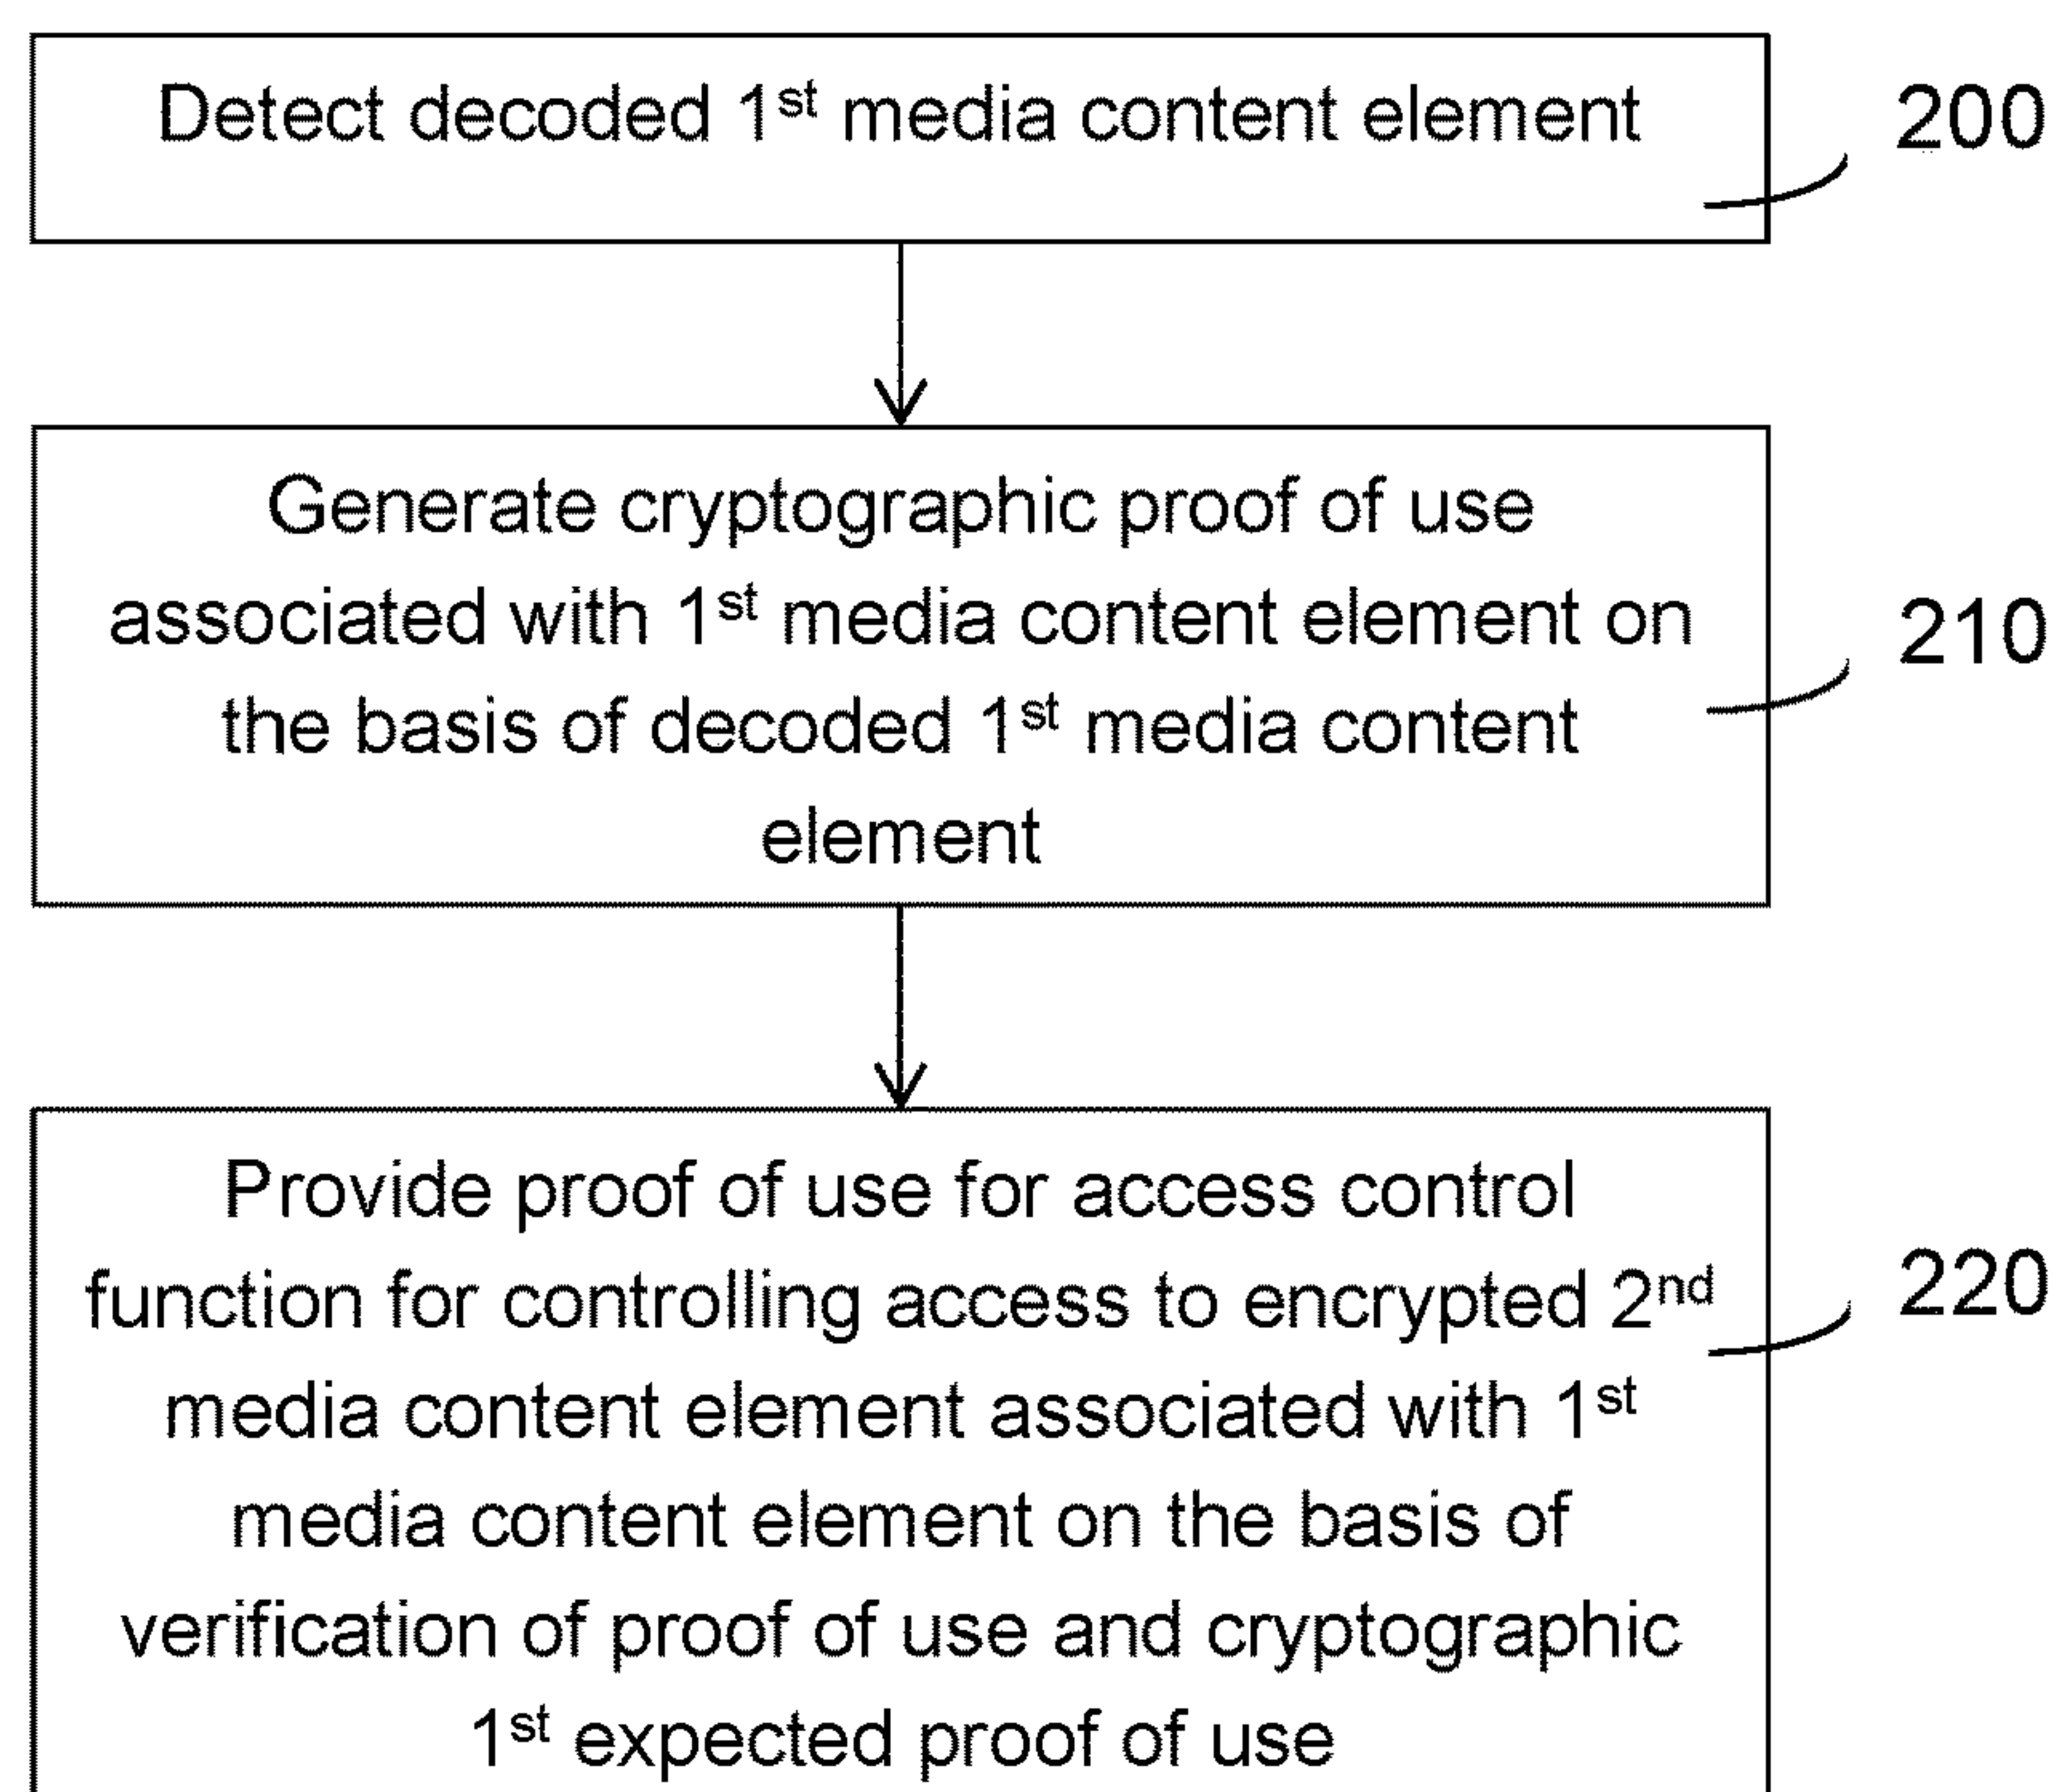 Detect decoded 1st media content element
200
Generate cryptographic proof of use
associated with 1st media content element on
the basis of decoded 1st media content
element
210
Provide proof of use for access control
function for controlling access to encrypted 2nd
media content element associated with 1st
media content element on the basis of
verification of proof of use and cryptographic
1st expected proof of use
220